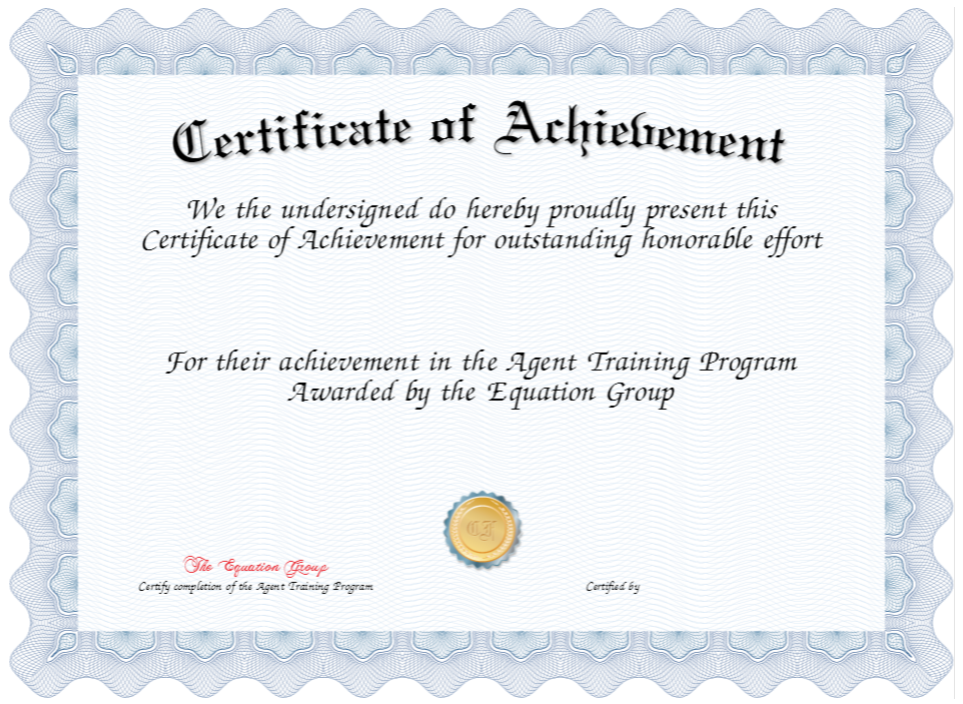 Certificate of Achievement
We the undersigned do hereby proudly present this
Certificate of Achievement for outstanding honorable effort
For their achievement in the Agent Training Program
Awarded by the Equation Group
The Equation Group
Certify completion of the Agent Training Program
Certified by